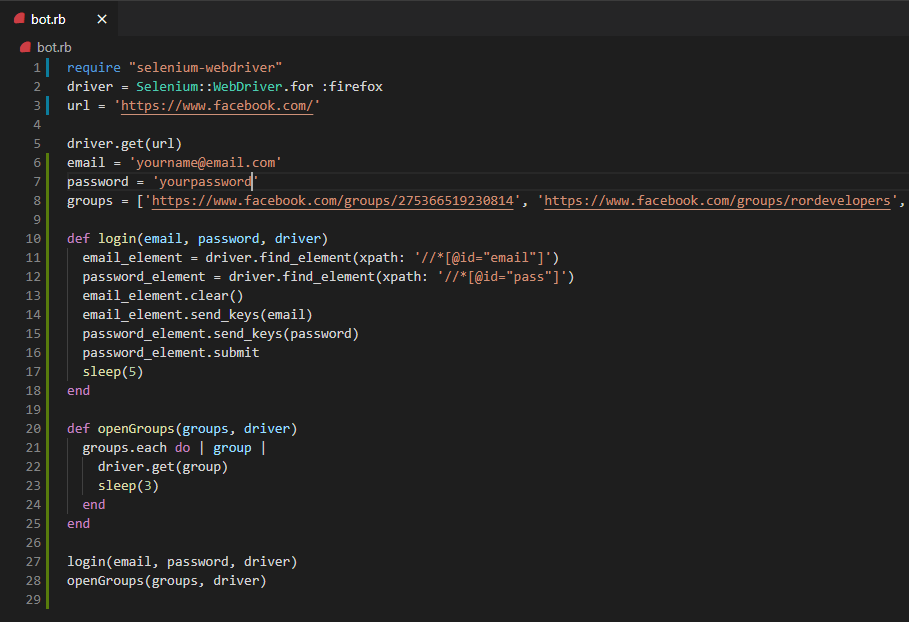 bot.rb ×
bot.rb
1 require "selenium-webdriver"
2 driver = Selenium::WebDriver.for :firefox
3 url = 'https://www.facebook.com/'
4
5 driver.get(url)
6 email = 'yourname@email.com'
7 password = 'yourpassword'
8 groups = ['https://www.facebook.com/groups/275366519230814', 'https://www.facebook.com/groups/rordevelopers',
9
10 def login(email, password, driver)
11   email_element = driver.find_element(xpath: '//*[@id="email"]')
12   password_element = driver.find_element(xpath: '//*[@id="pass"]')
13   email_element.clear()
14   email_element.send_keys(email)
15   password_element.send_keys(password)
16   password_element.submit
17   sleep(5)
18 end
19
20 def openGroups(groups, driver)
21   groups.each do | group |
22     driver.get(group)
23     sleep(3)
24   end
25 end
26
27 login(email, password, driver)
28 openGroups(groups, driver)
29